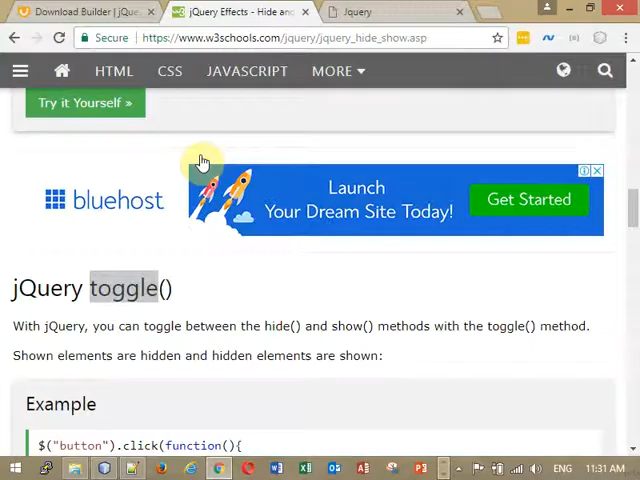 Download Builder | jQu
jQuery Effects - Hide an
Jquery
Secure
https://www.w3schools.com/jquery/jquery_hide_show.asp
HTML
CSS
JAVASCRIPT
MORE
Try it Yourself »
bluehost
Launch
Your Dream Site Today!
Get Started
jQuery toggle()
With jQuery, you can toggle between the hide() and show() methods with the toggle() method.
Shown elements are hidden and hidden elements are shown:
Example
$("button").click(function(){
ENG
11:31 AM